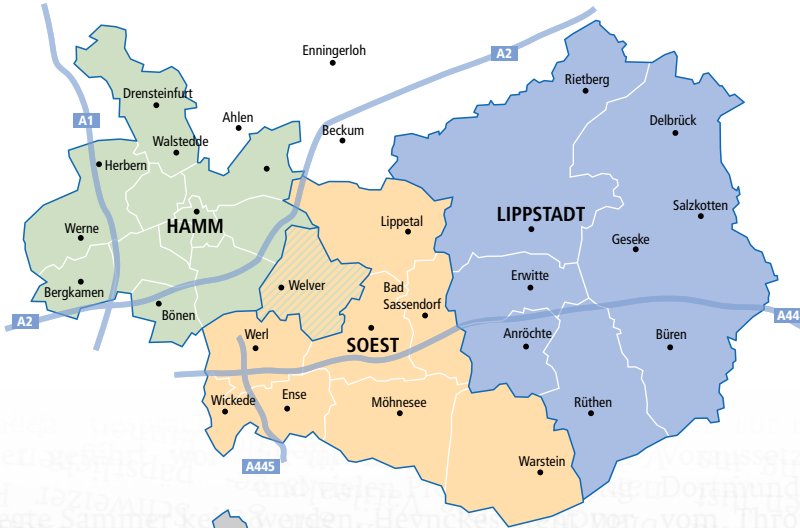 Enningerloh
A2
Rietberg
Drensteinfurt
A1
Ahlen
Beckum
Delbrück
Walstedde
Herbern
Salzkotten
LIPPSTADT
Lippetal
HAMM
Werne
Geseke
Erwitte
Bad
Sassendorf
Welver
Bergkamen
Bönen
A2
A44
Werl
SOEST
Anröchte
Büren
Wickede
Ense
Möhnesee
Rüthen
Warstein
A445